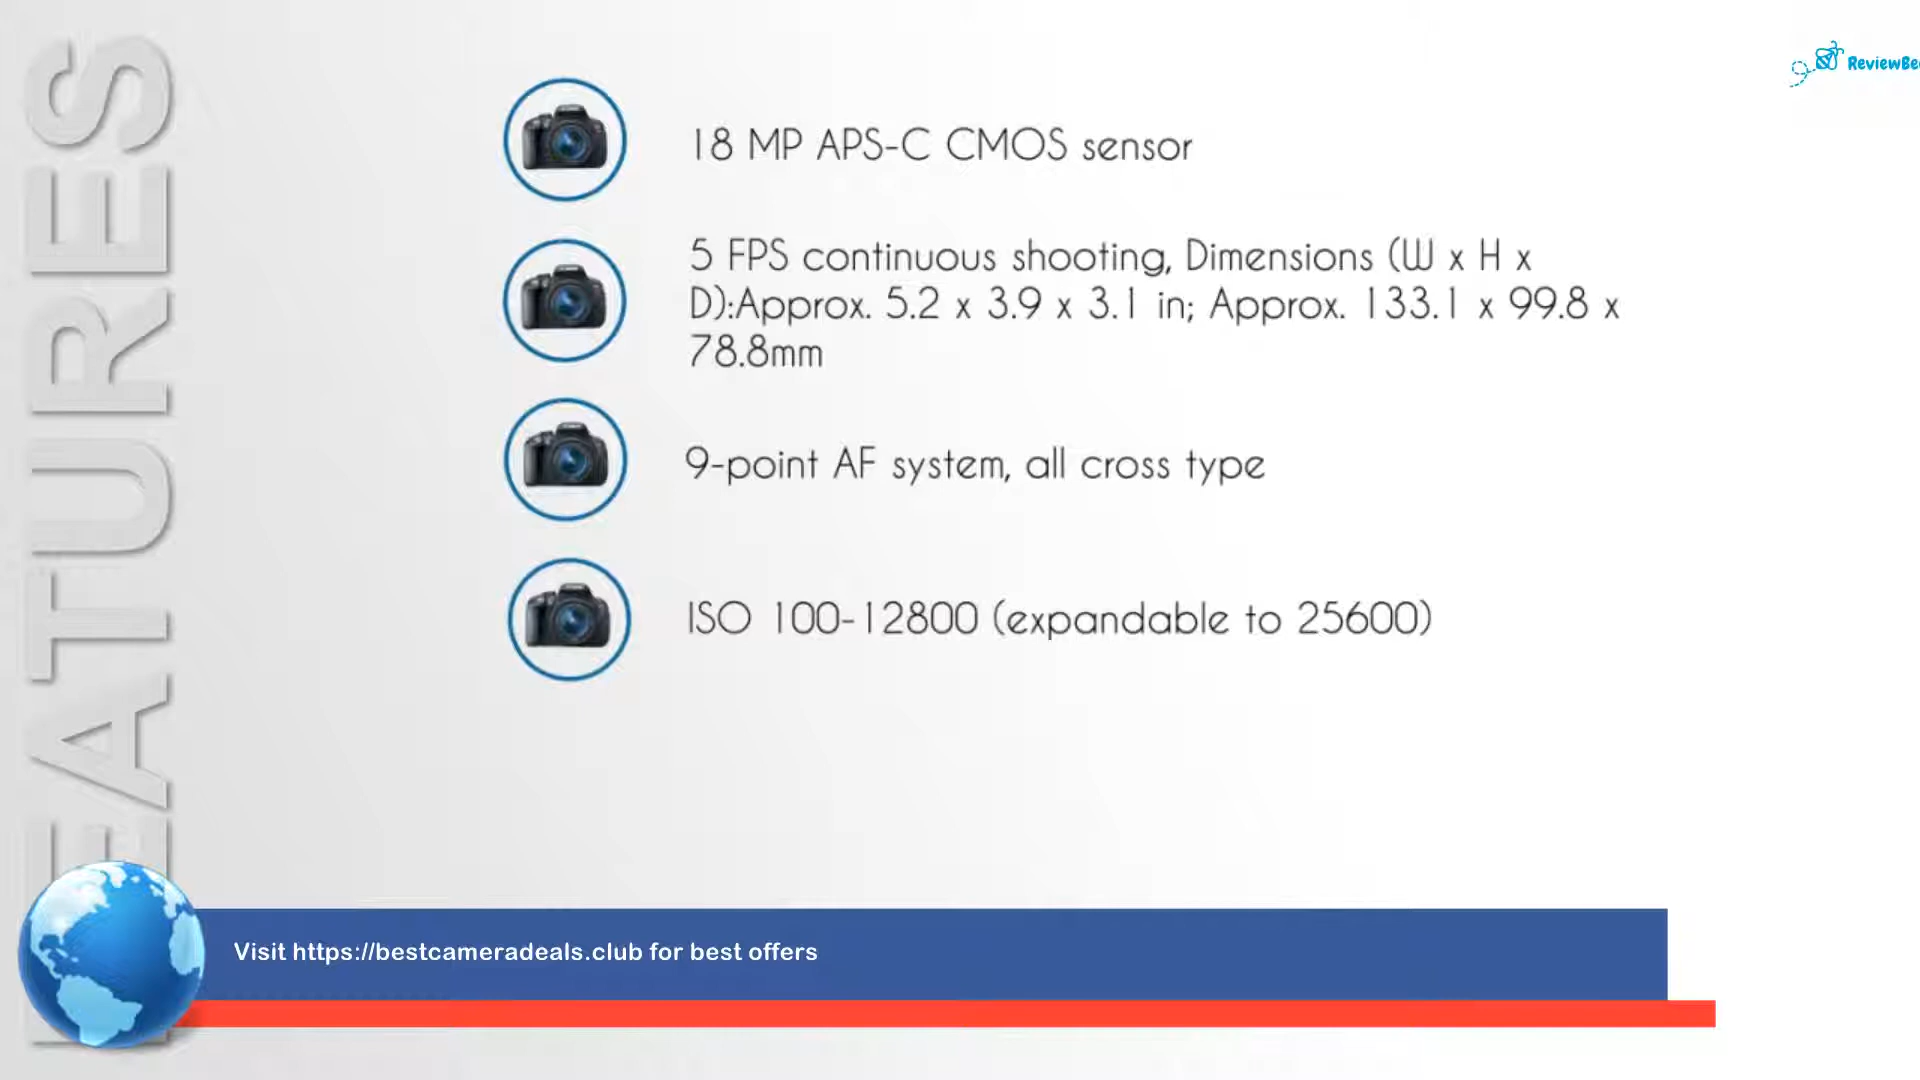 FEATURES
ReviewBee
18 MP APS-C CMOS sensor
5 FPS continuous shooting, Dimensions (W x H x
D):Approx. 5.2 x 3.9 x 3.1 in; Approx. 133.1 x 99.8 x
78.8mm
9-point AF system, all cross type
ISO 100-12800 (expandable to 25600)
Visit https://bestcameradeals.club for best offers